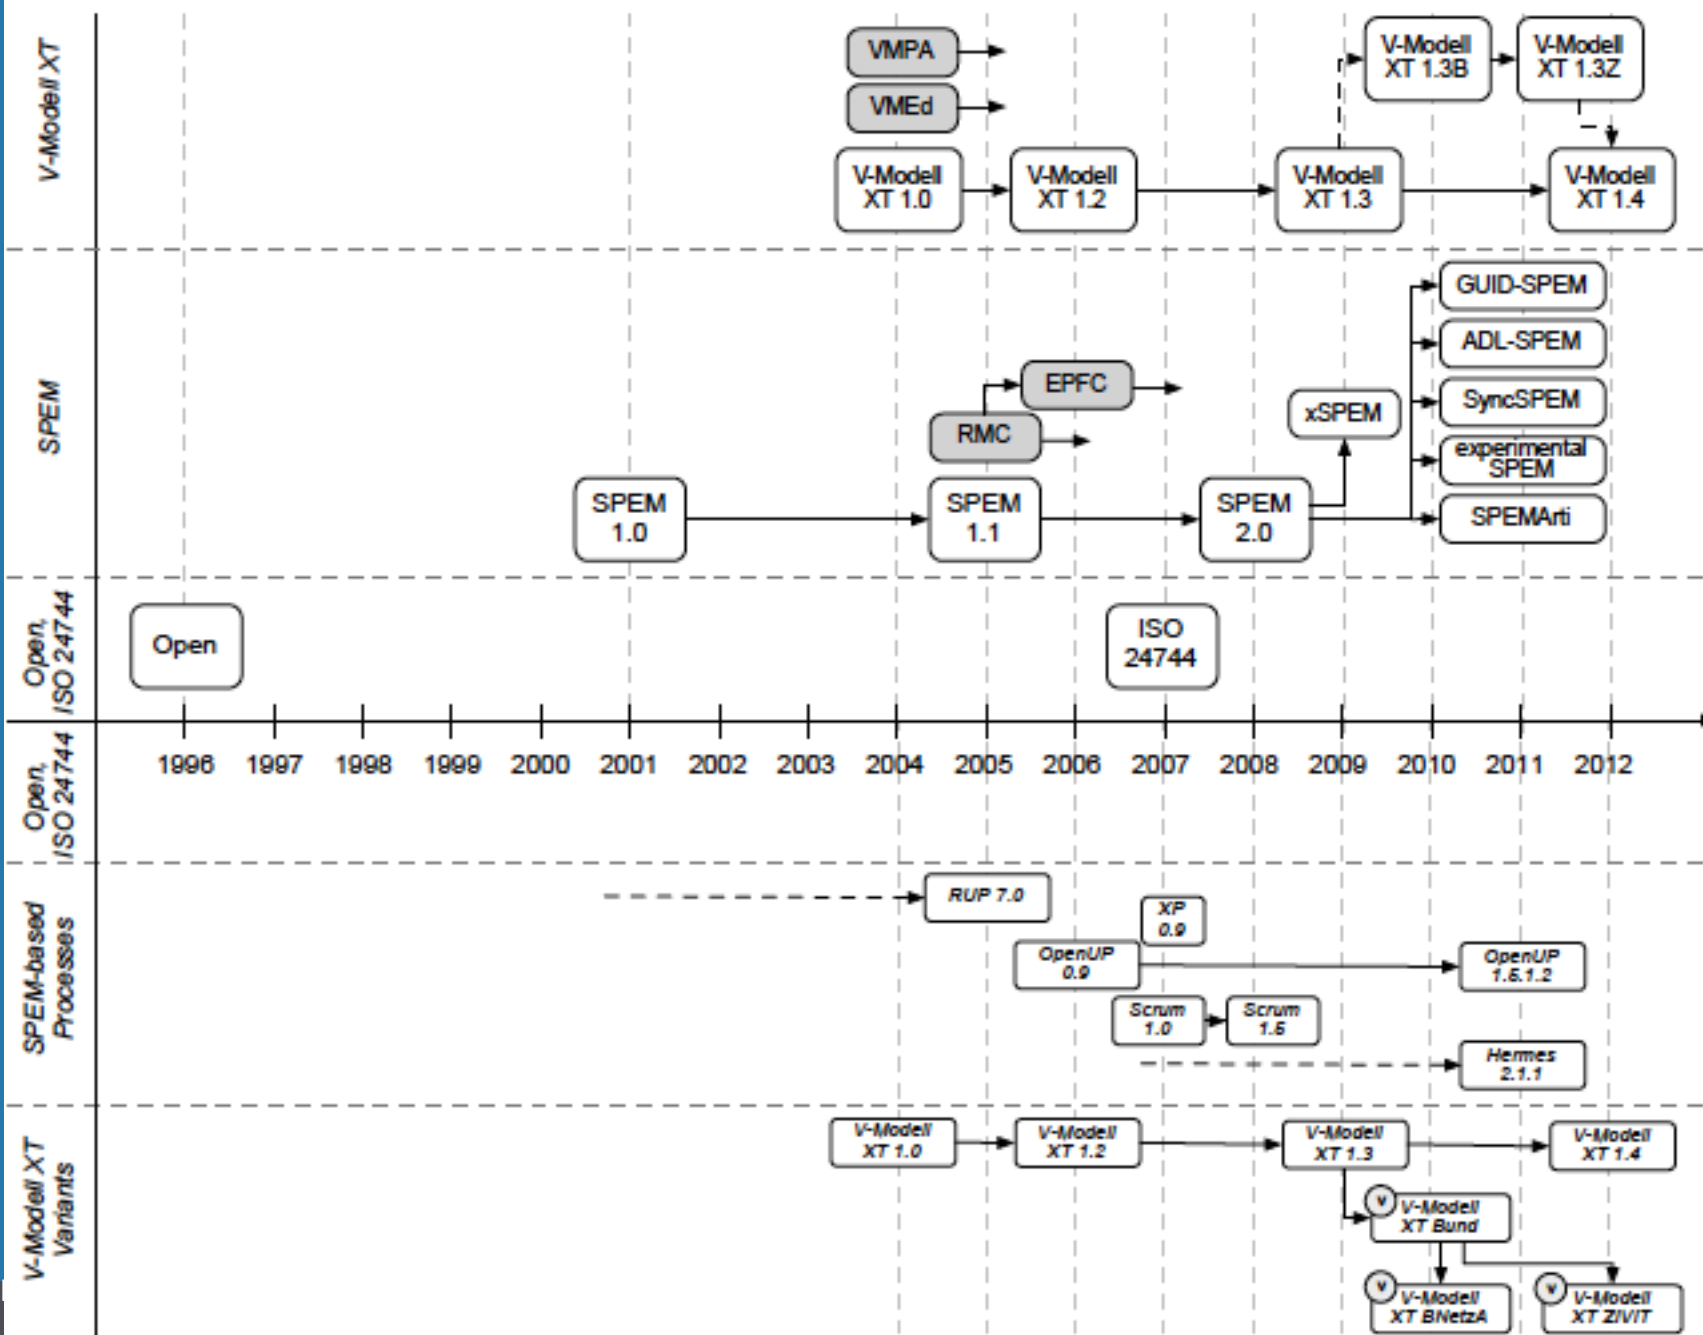 V-Modell XT
VMPA
VMEd
V-Modell
XT 1.0
V-Modell
XT 1.2
V-Modell
XT 1.3
V-Modell
XT 1.3B
V-Modell
XT 1.3Z
V-Modell
XT 1.4
SPEM
SPEM
1.0
RMC
EPFC
SPEM
1.1
SPEM
2.0
xSPEM
GUID-SPEM
ADL-SPEM
SyncSPEM
experimental
SPEM
SPEMArti
Open,
ISO 24744
Open
ISO
24744
1996 1997 1998 1999 2000 2001 2002 2003 2004 2005 2006 2007 2008 2009 2010 2011 2012
Open,
ISO 24744
SPEM-based
Processes
RUP 7.0
XP
0.9
OpenUP
0.9
OpenUP
1.5.1.2
Scrum
1.0
Scrum
1.5
Hermes
2.1.1
V-Modell XT
Variants
V-Modell
XT 1.0
V-Modell
XT 1.2
V-Modell
XT 1.3
V-Modell
XT 1.4
v
V-Modell
XT Bund
v
V-Modell
XT BNetzA
v
V-Modell
XT ZIVIT